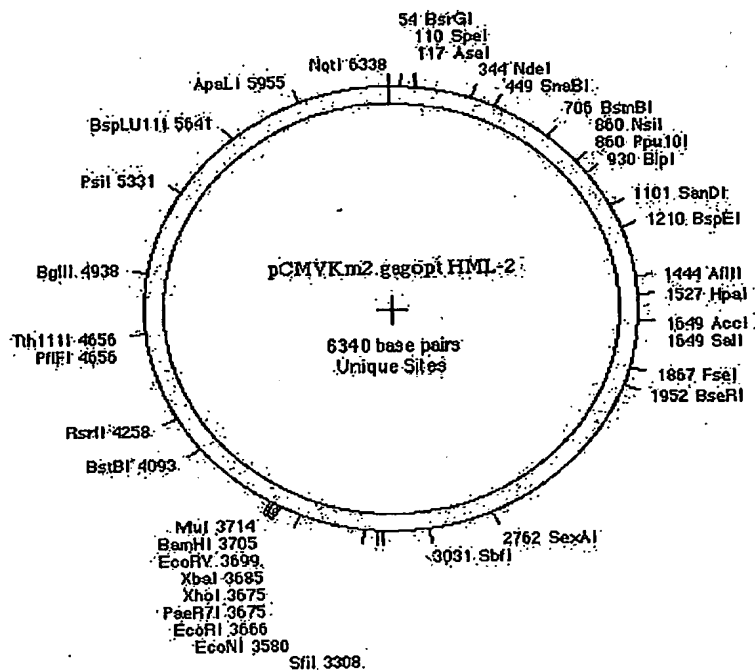 54 BsrGI
110 SpeI
117 AseI
344 NdeI
449 SnaBI
706 BsmBI
860 NsiI
860 Ppu10I
930 BlpI
1101 SanDI
1210 BspEI
1444 AflII
1527 HpaI
1649 AccI
1649 SalI
1867 FseI
1952 BseRI
2762 SexAI
3031 SbfI
SfiI 3308
EcoNI 3580
EcoRI 3666
PaeR7I 3675
XhoI 3675
XbaI 3685
EcoRV 3699
BamHI 3705
MluI 3714
BstBI 4093
RsrII 4258
PflFI 4656
Tth111I 4656
BglII 4938
PsiI 5331
BspLU11I 5641
ApaLI 5955
NotI 6338
pCMVKm2.gagopt HML-2
6340 base pairs
Unique Sites